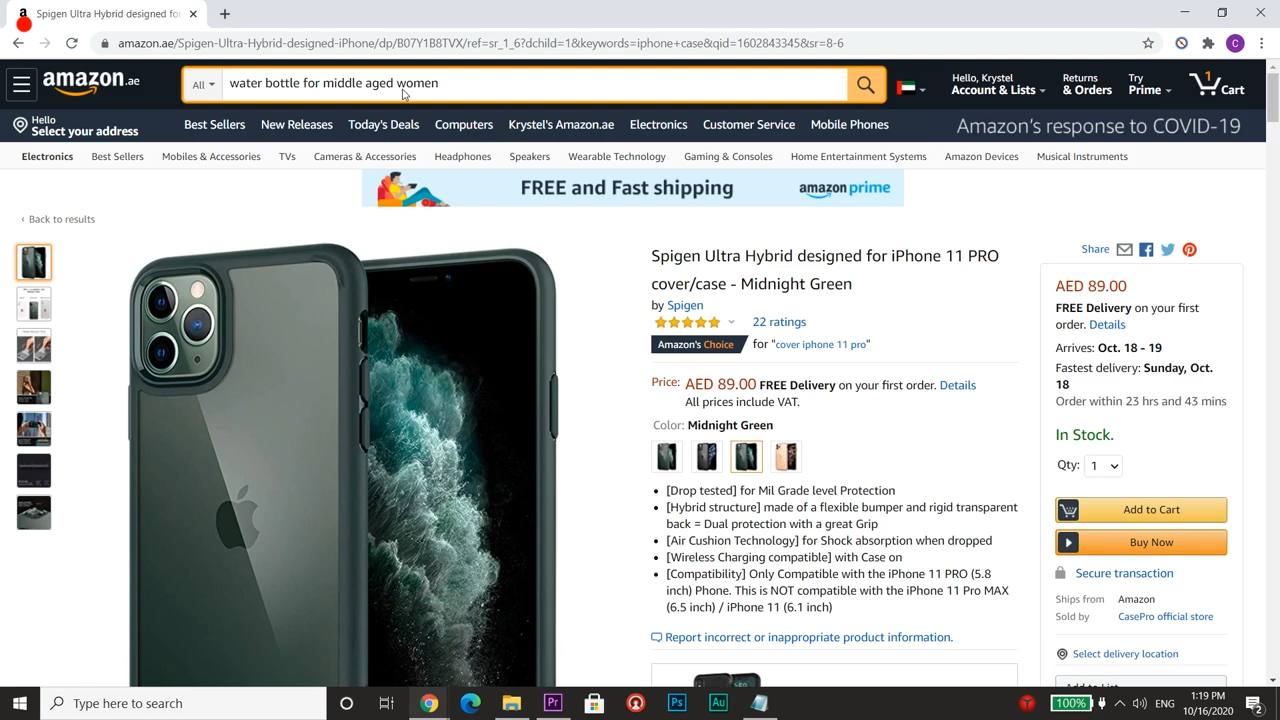 a Spigen Ultra Hybrid designed for
amazon.ae/Spigen-Ultra-Hybrid-designed-iPhone/dp/B07Y1B8TVX/ref=sr_1_6?dchild=1&keywords=iphone+case&qid=1602843345&sr=8-6
C
amazon.ae
All
water bottle for middle aged women
Hello, Krystel
Account & Lists
Returns
& Orders
Try
Prime
1
Cart
Hello
Select your address
Best Sellers New Releases Today's Deals Computers Krystel's Amazon.ae Electronics Customer Service Mobile Phones
Amazon's response to COVID-19
Electronics Best Sellers Mobiles & Accessories TVs Cameras & Accessories Headphones Speakers Wearable Technology Gaming & Consoles Home Entertainment Systems Amazon Devices Musical Instruments
FREE and Fast shipping amazon prime
‹ Back to results
Spigen Ultra Hybrid designed for iPhone 11 PRO
cover/case - Midnight Green
by Spigen
22 ratings
Amazon's Choice for "cover iphone 11 pro"
Price: AED 89.00 FREE Delivery on your first order. Details
All prices include VAT.
Color: Midnight Green
• [Drop tested] for Mil Grade level Protection
• [Hybrid structure] made of a flexible bumper and rigid transparent
back = Dual protection with a great Grip
• [Air Cushion Technology] for Shock absorption when dropped
• [Wireless Charging compatible] with Case on
• [Compatibility] Only Compatible with the iPhone 11 PRO (5.8
inch) Phone. This is NOT compatible with the iPhone 11 Pro MAX
(6.5 inch) / iPhone 11 (6.1 inch)
Report incorrect or inappropriate product information.
Share
AED 89.00
FREE Delivery on your first
order. Details
Arrives: Oct. 18 - 19
Fastest delivery: Sunday, Oct.
18
Order within 23 hrs and 43 mins
In Stock.
Qty: 1
Add to Cart
Buy Now
Secure transaction
Ships from Amazon
Sold by CasePro official store
Select delivery location
Add to List
Type here to search
Pr
Ps
Au
100%
ENG
1:19 PM
10/16/2020
2